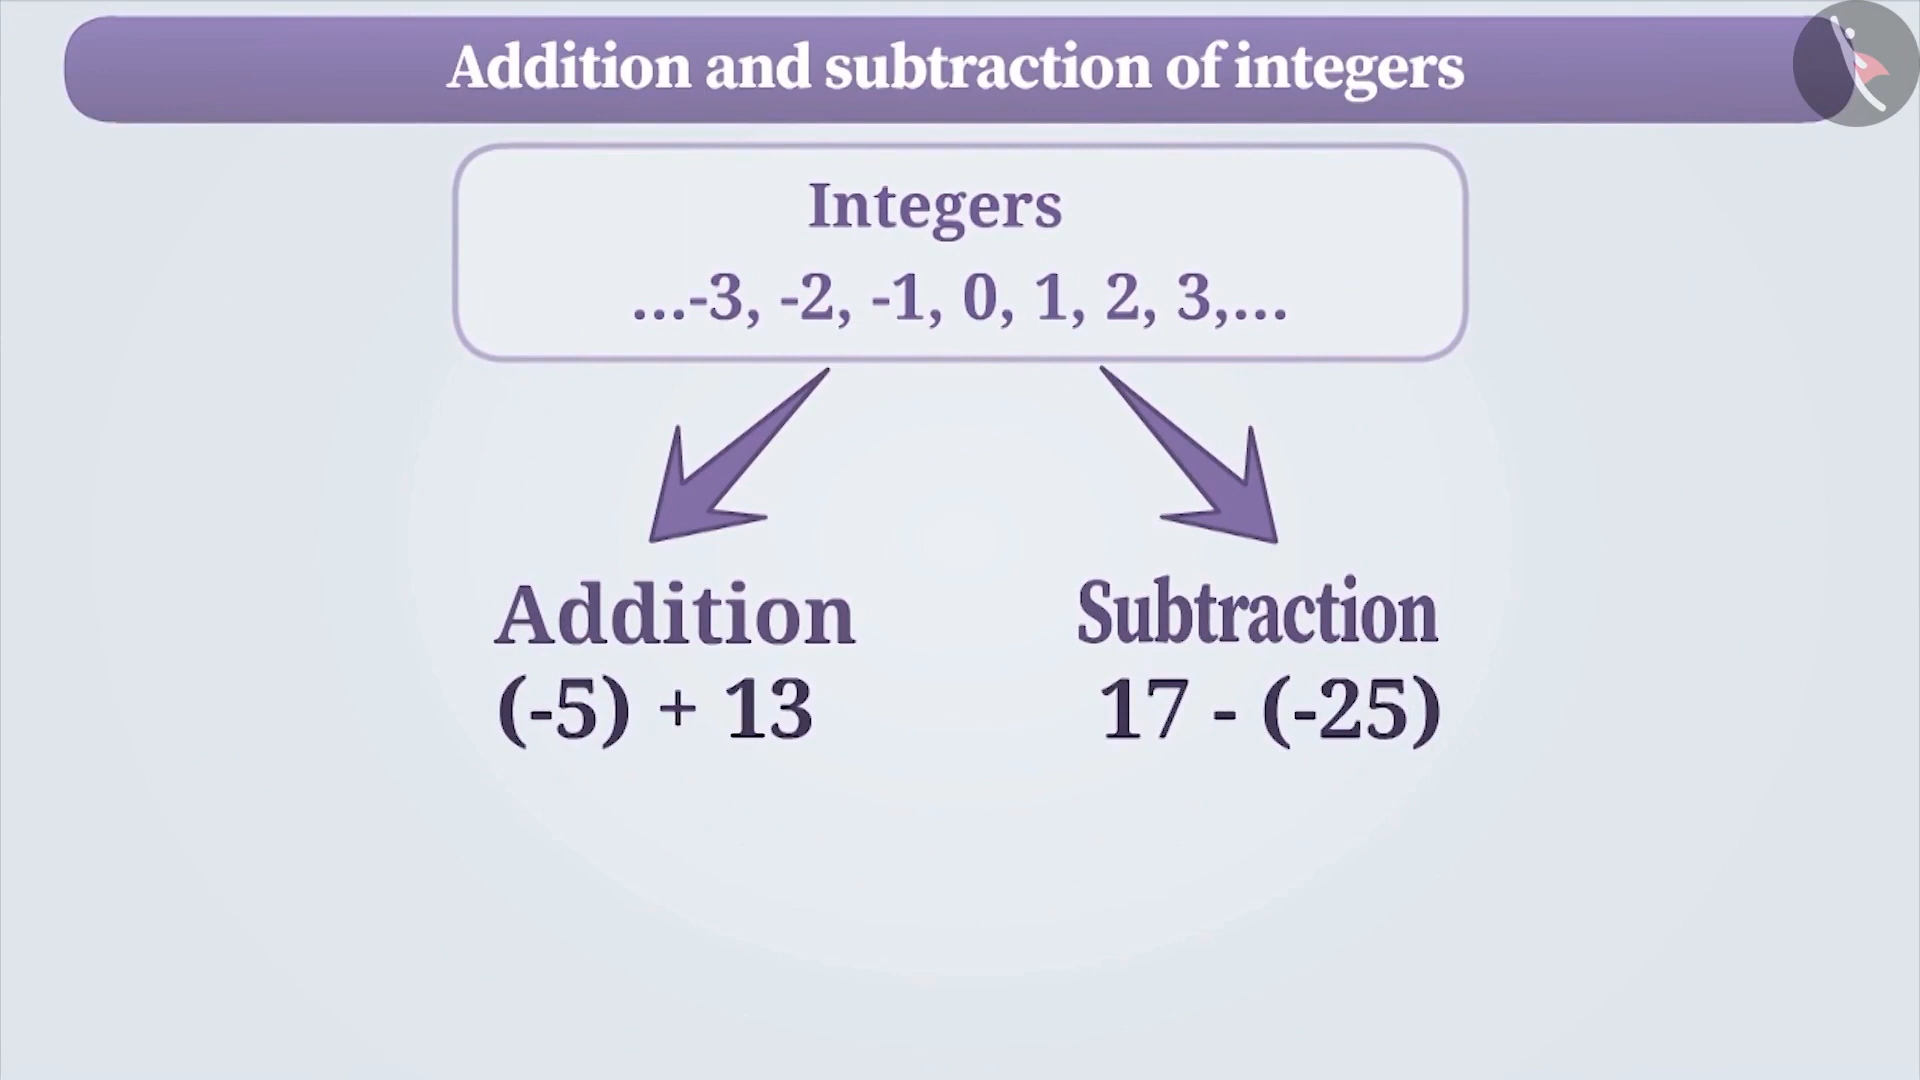 Addition and subtraction of integers
Integers
...-3, -2, -1, 0, 1, 2, 3,...
Addition
(-5) + 13
Subtraction
17 - (-25)